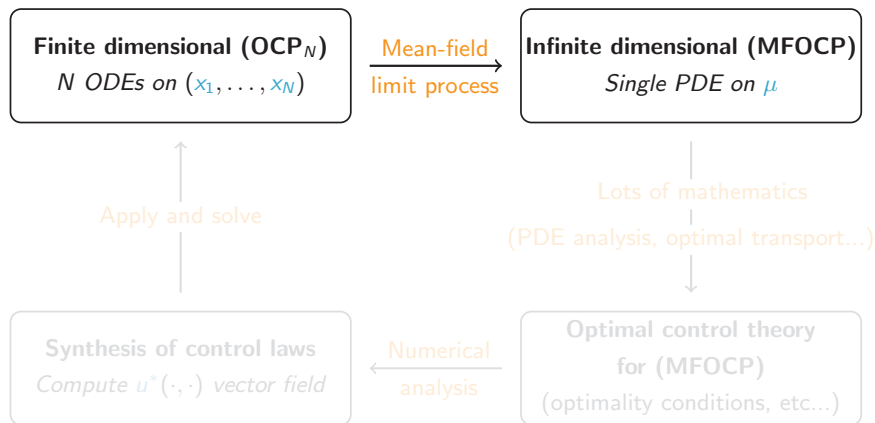 Finite dimensional (OCP_N)
N ODEs on (x_1, . . . , x_N)
Mean-field
limit process
Infinite dimensional (MFOCP)
Single PDE on μ
Apply and solve
Lots of mathematics
(PDE analysis, optimal transport...)
Synthesis of control laws
Compute u*(·, ·) vector field
Numerical
analysis
Optimal control theory
for (MFOCP)
(optimality conditions, etc...)